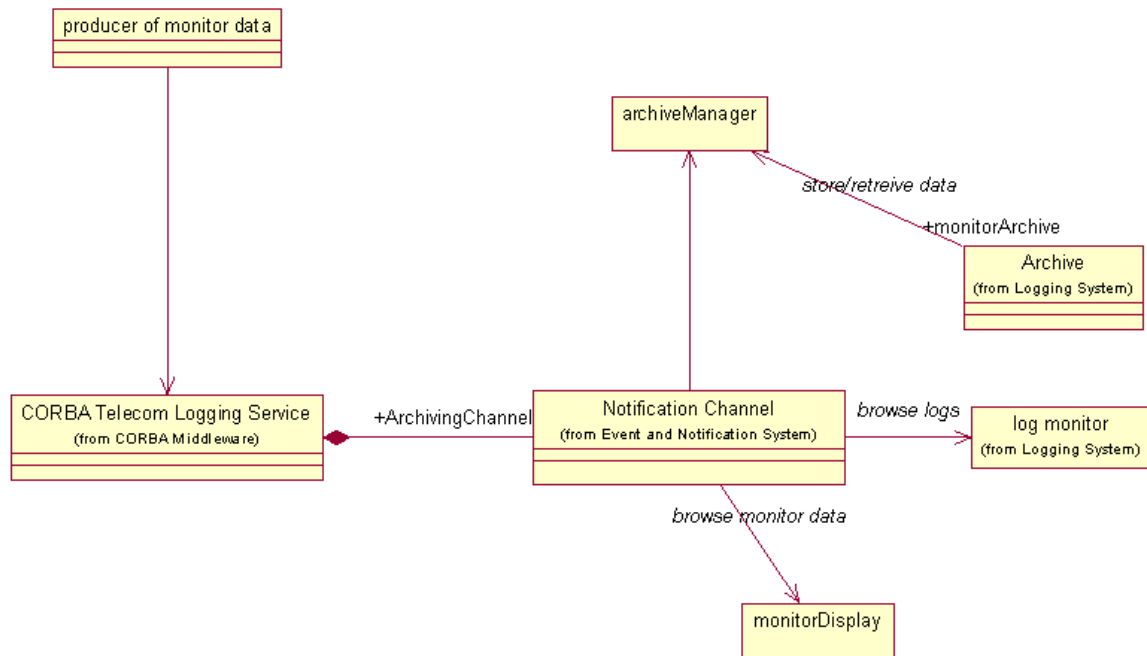 producer of monitor data
archiveManager
store/retreive data
+monitorArchive
Archive
(from Logging System)
CORBA Telecom Logging Service
(from CORBA Middleware)
+ArchivingChannel
Notification Channel
(from Event and Notification System)
browse logs
log monitor
(from Logging System)
browse monitor data
monitorDisplay